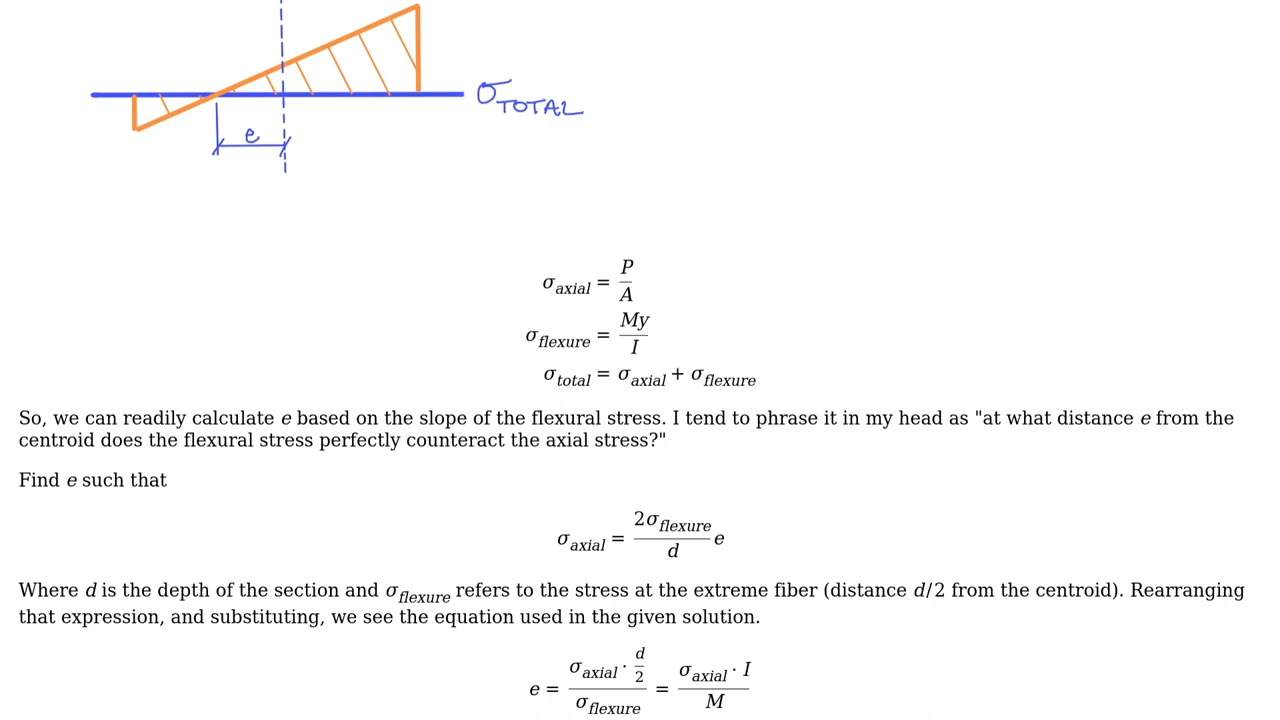 σ_TOTAL
e
σ_axial = P/A
σ_flexure = My/I
σ_total = σ_axial + σ_flexure
So, we can readily calculate e based on the slope of the flexural stress. I tend to phrase it in my head as "at what distance e from the
centroid does the flexural stress perfectly counteract the axial stress?"
Find e such that
σ_axial = 2σ_flexure/d e
Where d is the depth of the section and σ_flexure refers to the stress at the extreme fiber (distance d/2 from the centroid). Rearranging
that expression, and substituting, we see the equation used in the given solution.
e = σ_axial · d/2 / σ_flexure = σ_axial · I / M